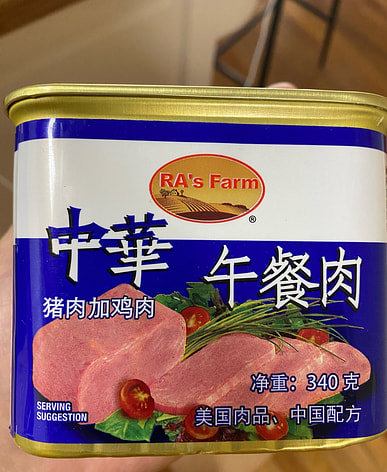 RA's Farm
®
中華 午餐肉
猪肉加鸡肉
净重: 340 克
SERVING
SUGGESTION
美国肉品、中国配方